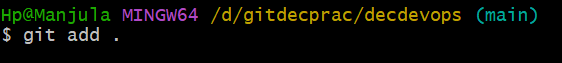 Hp@Manjula MINGW64 /d/gitdecprac/decdevops (main)
$ git add .